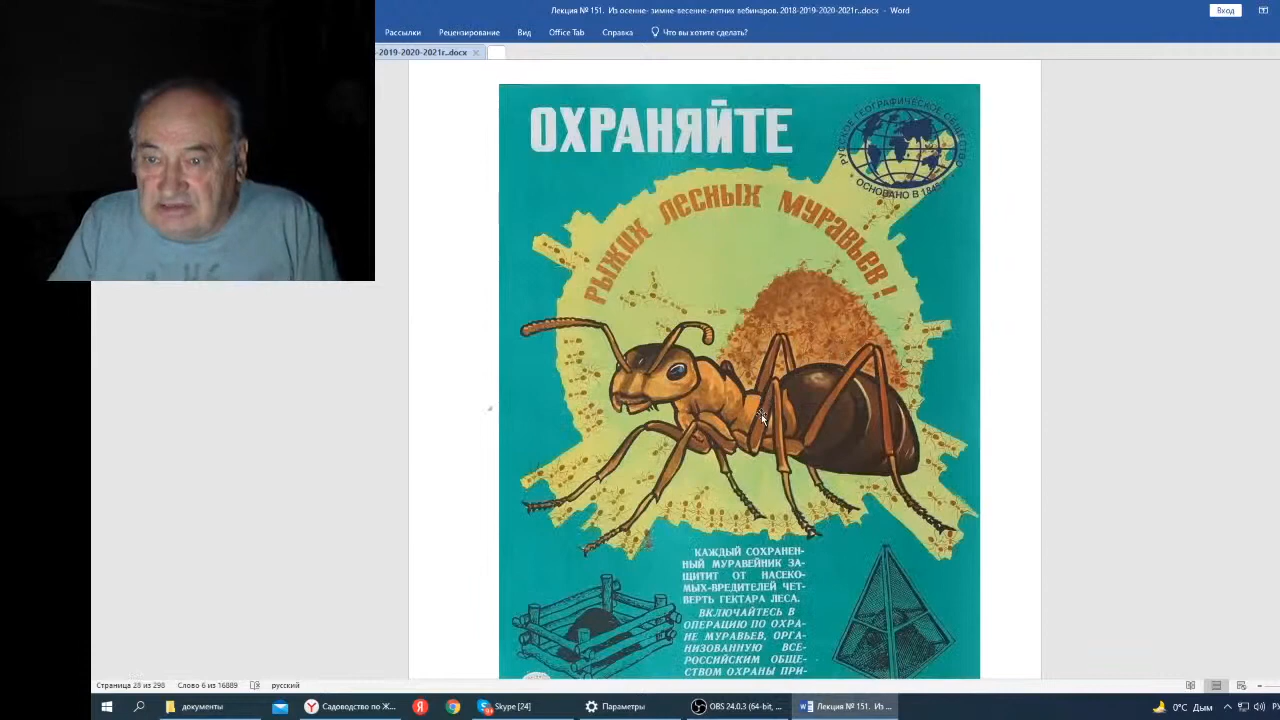 Лекция № 151. Из осенне- зимне-весенне-летних вебинаров. 2018-2019-2020-2021г..docx - Word
Вход
Рассылки Рецензирование Вид Office Tab Справка Что вы хотите сделать?
-2019-2020-2021г..docx
ОХРАНЯЙТЕ
РУССКОЕ ГЕОГРАФИЧЕСКОЕ ОБЩЕСТВО
ОСНОВАНО В 1845
РЫЖИХ ЛЕСНЫХ МУРАВЬЕВ!
КАЖДЫЙ СОХРАНЕН-
НЫЙ МУРАВЕЙНИК ЗА-
ЩИТИТ ОТ НАСЕКО-
МЫХ-ВРЕДИТЕЛЕЙ ЧЕТ-
ВЕРТЬ ГЕКТАРА ЛЕСА.
ВКЛЮЧАЙТЕСЬ В
ОПЕРАЦИЮ ПО ОХРА-
НЕ МУРАВЬЕВ, ОРГА-
НИЗОВАННУЮ ВСЕ-
РОССИЙСКИМ ОБЩЕ-
СТВОМ ОХРАНЫ ПРИ-
Страница 28 из 298 Слово 6 из 16889 русский
документы
Садоводство по Ж...
Skype [24]
Параметры
OBS 24.0.3 (64-bit, ...
Лекция № 151. Из ...
0°C Дым